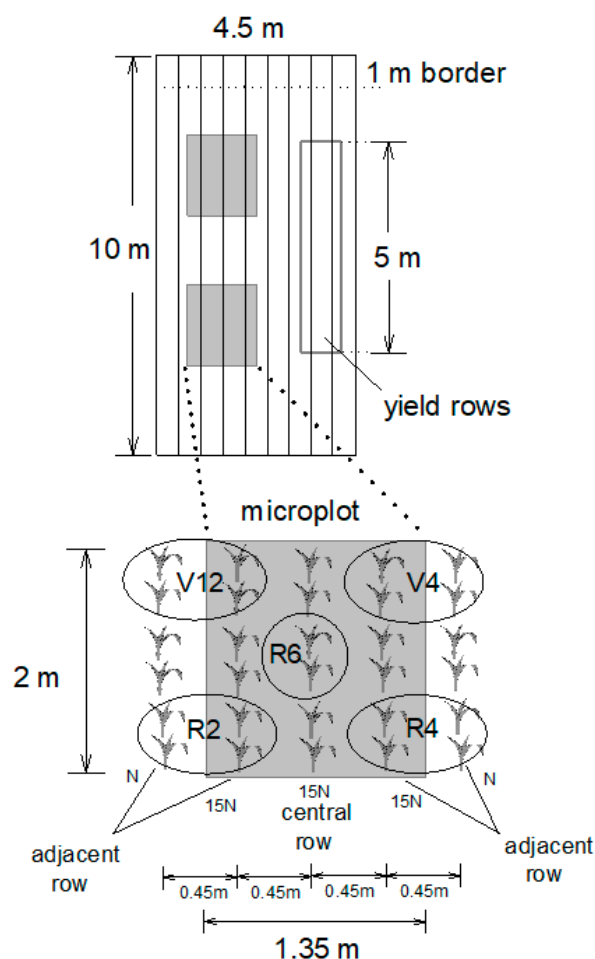 4.5 m
1 m border
10 m
5 m
yield rows
microplot
V12
V4
R6
2 m
R2
R4
N
15N
15N
15N
N
central
row
adjacent
row
adjacent
row
0.45m
0.45m
0.45m
0.45m
1.35 m